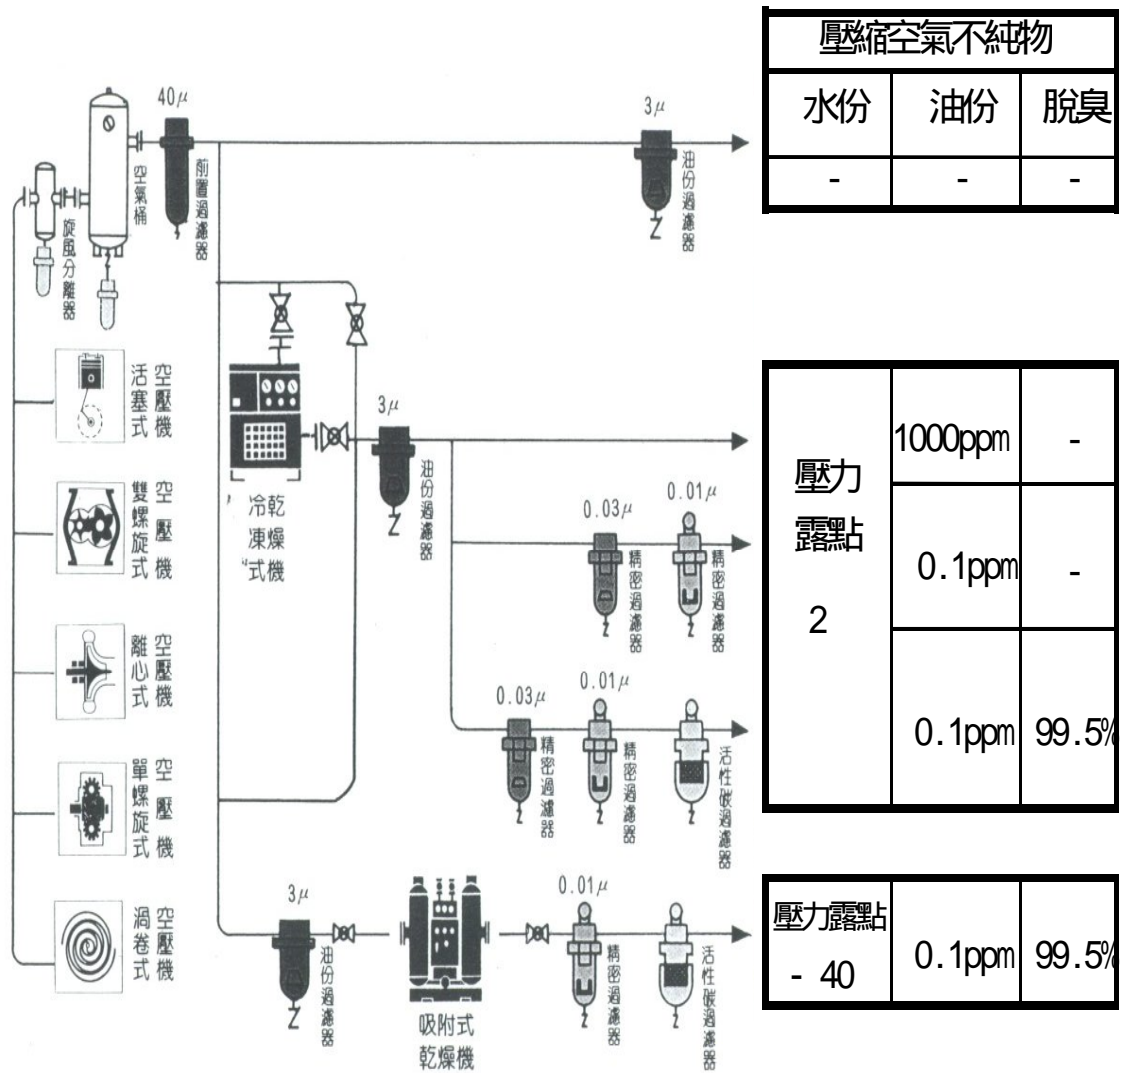 壓縮空氣不純物
水份 油份 脫臭
- - -
40μ
3μ
前置過濾器
油份過濾器
空氣桶
旋風分離器
活塞式
空壓機
雙螺旋式
空壓機
離心式
空壓機
單螺旋式
空壓機
渦卷式
空壓機
冷凍式
乾燥機
3μ
油份過濾器
0.03μ
精密過濾器
0.01μ
精密過濾器
0.03μ
精密過濾器
0.01μ
精密過濾器
活性碳過濾器
壓力
露點
2
1000ppm -
0.1ppm -
0.1ppm 99.5%
3μ
油份過濾器
吸附式
乾燥機
0.01μ
精密過濾器
活性碳過濾器
壓力露點
- 40
0.1ppm 99.5%